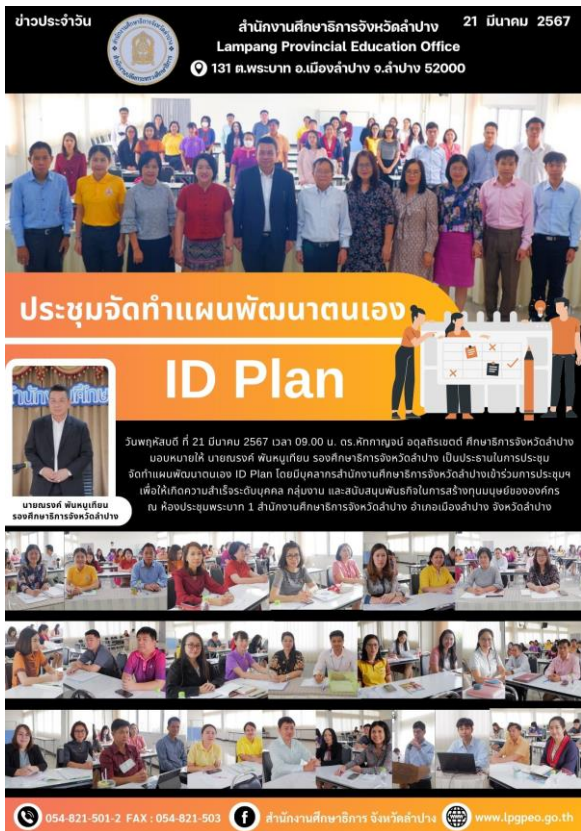 ข่าวประจำวัน
สำนักงานศึกษาธิการจังหวัดลำปาง
21 มีนาคม 2567
Lampang Provincial Education Office
131 ต.พระบาท อ.เมืองลำปาง จ.ลำปาง 52000
ประชุมจัดทำแผนพัฒนาตนเอง
ID Plan
วันพฤหัสบดี ที่ 21 มีนาคม 2567 เวลา 09.00 น. ดร.หัทกาญจน์ อดุลถิรเขตต์ ศึกษาธิการจังหวัดลำปาง
มอบหมายให้ นายณรงค์ พันหนูเทียน รองศึกษาธิการจังหวัดลำปาง เป็นประธานในการประชุม
จัดทำแผนพัฒนาตนเอง ID Plan โดยมีบุคลากรสำนักงานศึกษาธิการจังหวัดลำปางเข้าร่วมการประชุมฯ
เพื่อให้เกิดความสำเร็จระดับบุคคล กลุ่มงาน และสนับสนุนพันธกิจในการสร้างทุนมนุษย์ขององค์กร
ณ ห้องประชุมพระบาท 1 สำนักงานศึกษาธิการจังหวัดลำปาง อำเภอเมืองลำปาง จังหวัดลำปาง
นายณรงค์ พันหนูเทียน
รองศึกษาธิการจังหวัดลำปาง
054-821-501-2 FAX : 054-821-503
สำนักงานศึกษาธิการ จังหวัดลำปาง
www.lpgpeo.go.th